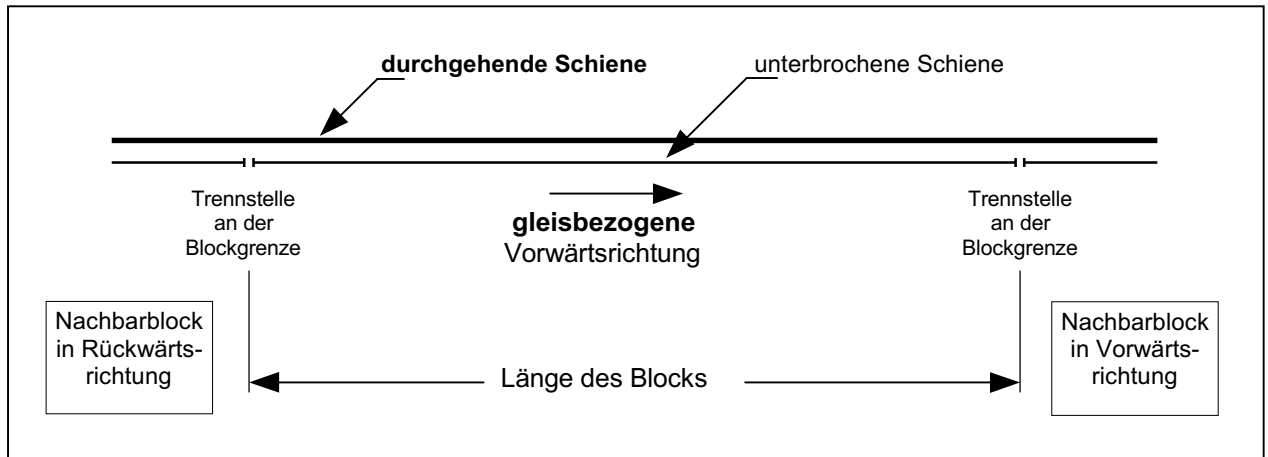 durchgehende Schiene
unterbrochene Schiene
Trennstelle
an der
Blockgrenze
gleisbezogene
Vorwärtsrichtung
Trennstelle
an der
Blockgrenze
Nachbarblock
in Rückwärts-
richtung
Länge des Blocks
Nachbarblock
in Vorwärts-
richtung